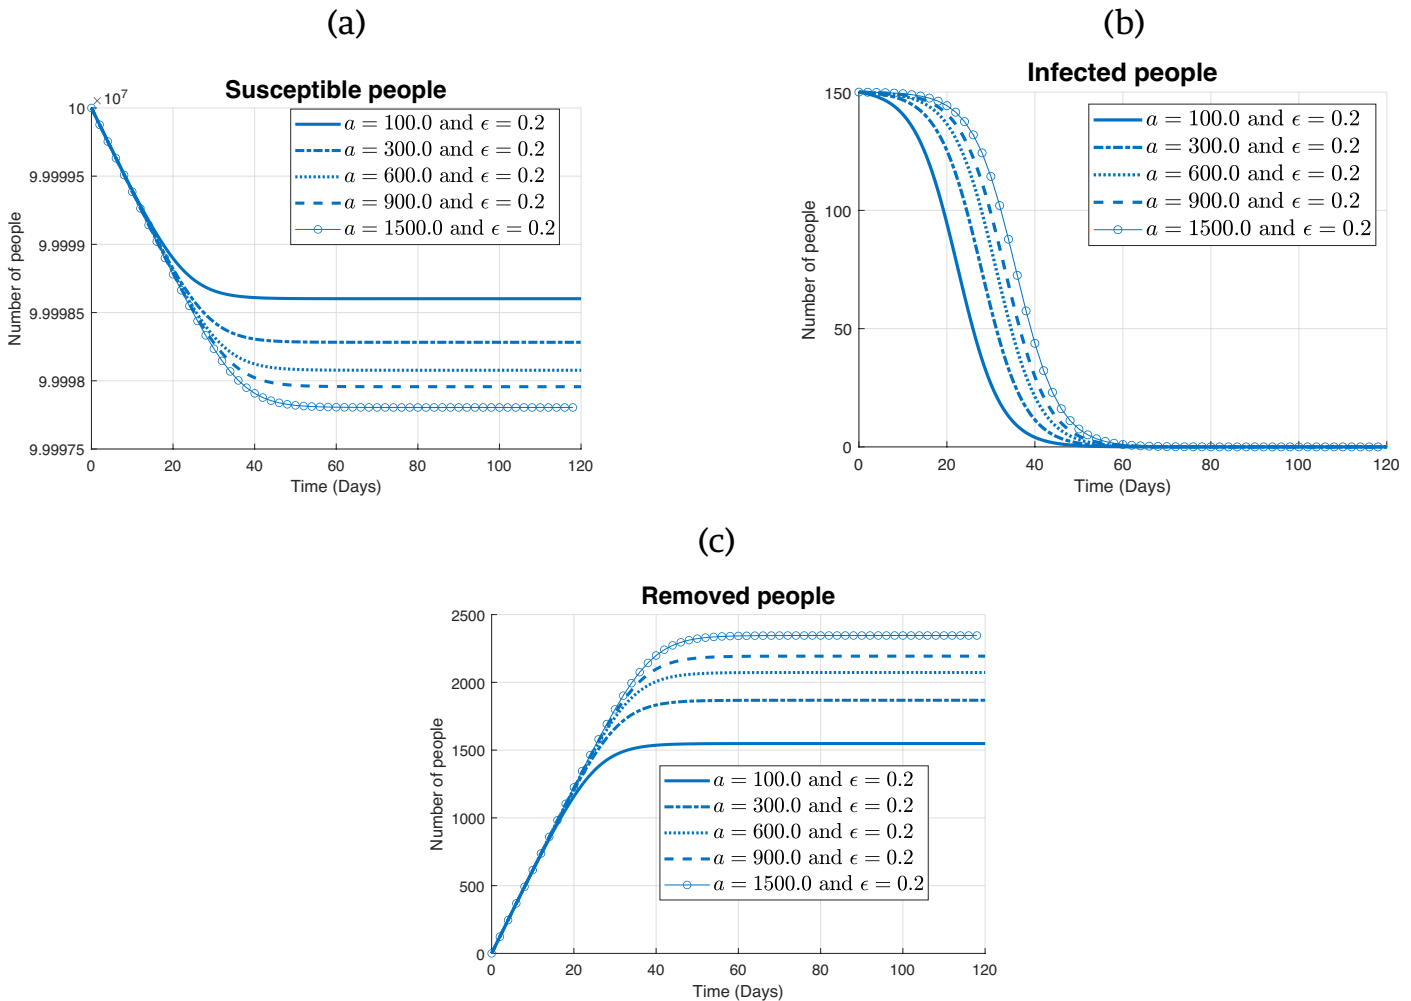 (a)
Susceptible people
× 10^7
10
9.99995
9.9999
9.99985
9.9998
9.99975
Number of people
0 20 40 60 80 100 120
Time (Days)
a = 100.0 and ϵ = 0.2
a = 300.0 and ϵ = 0.2
a = 600.0 and ϵ = 0.2
a = 900.0 and ϵ = 0.2
a = 1500.0 and ϵ = 0.2
(b)
Infected people
150
100
50
0
Number of people
0 20 40 60 80 100 120
Time (Days)
a = 100.0 and ϵ = 0.2
a = 300.0 and ϵ = 0.2
a = 600.0 and ϵ = 0.2
a = 900.0 and ϵ = 0.2
a = 1500.0 and ϵ = 0.2
(c)
Removed people
2500
2000
1500
1000
500
0
Number of people
0 20 40 60 80 100 120
Time (Days)
a = 100.0 and ϵ = 0.2
a = 300.0 and ϵ = 0.2
a = 600.0 and ϵ = 0.2
a = 900.0 and ϵ = 0.2
a = 1500.0 and ϵ = 0.2